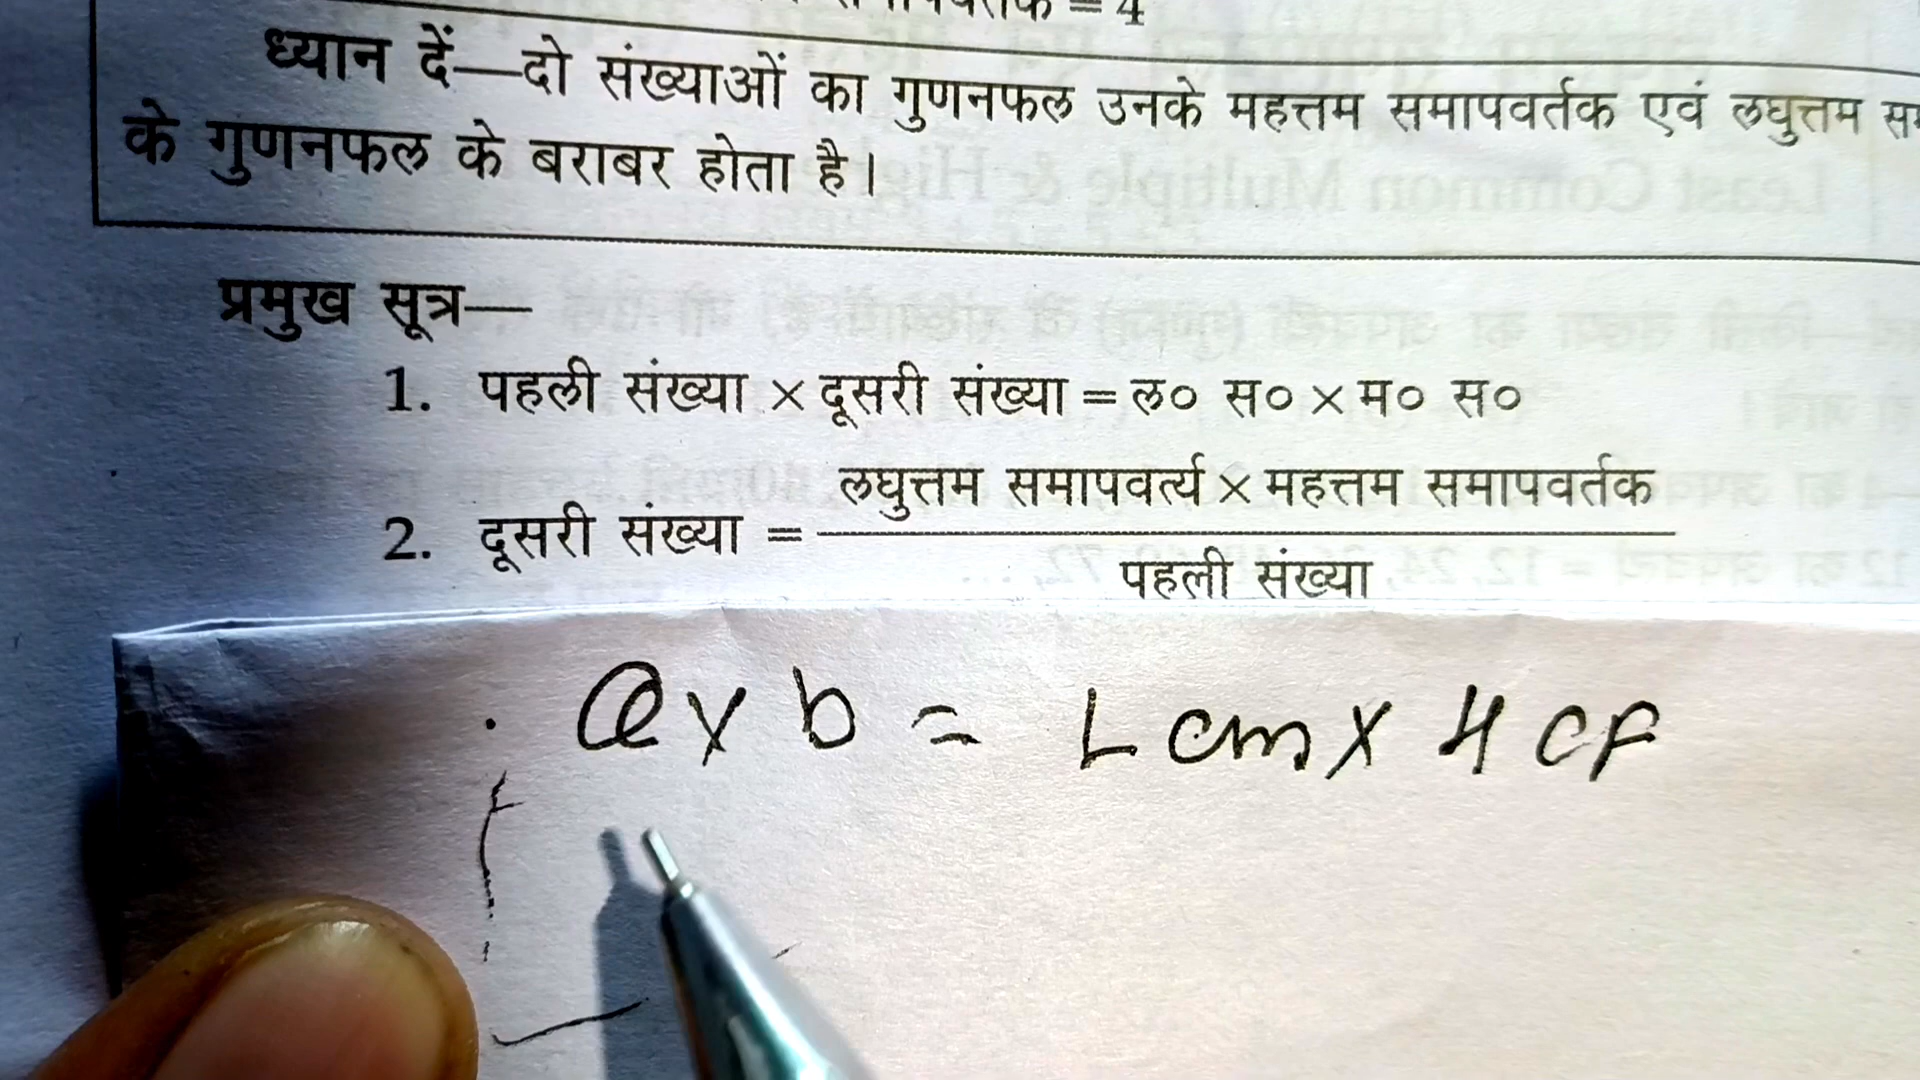 = 4
ध्यान दें—दो संख्याओं का गुणनफल उनके महत्तम समापवर्तक एवं लघुत्तम
के गुणनफल के बराबर होता है।
प्रमुख सूत्र—
1. पहली संख्या × दूसरी संख्या = ल० स० × म० स०
लघुत्तम समापवर्त्य × महत्तम समापवर्तक
2. दूसरी संख्या =
पहली संख्या
a x b = Lcm x HCF